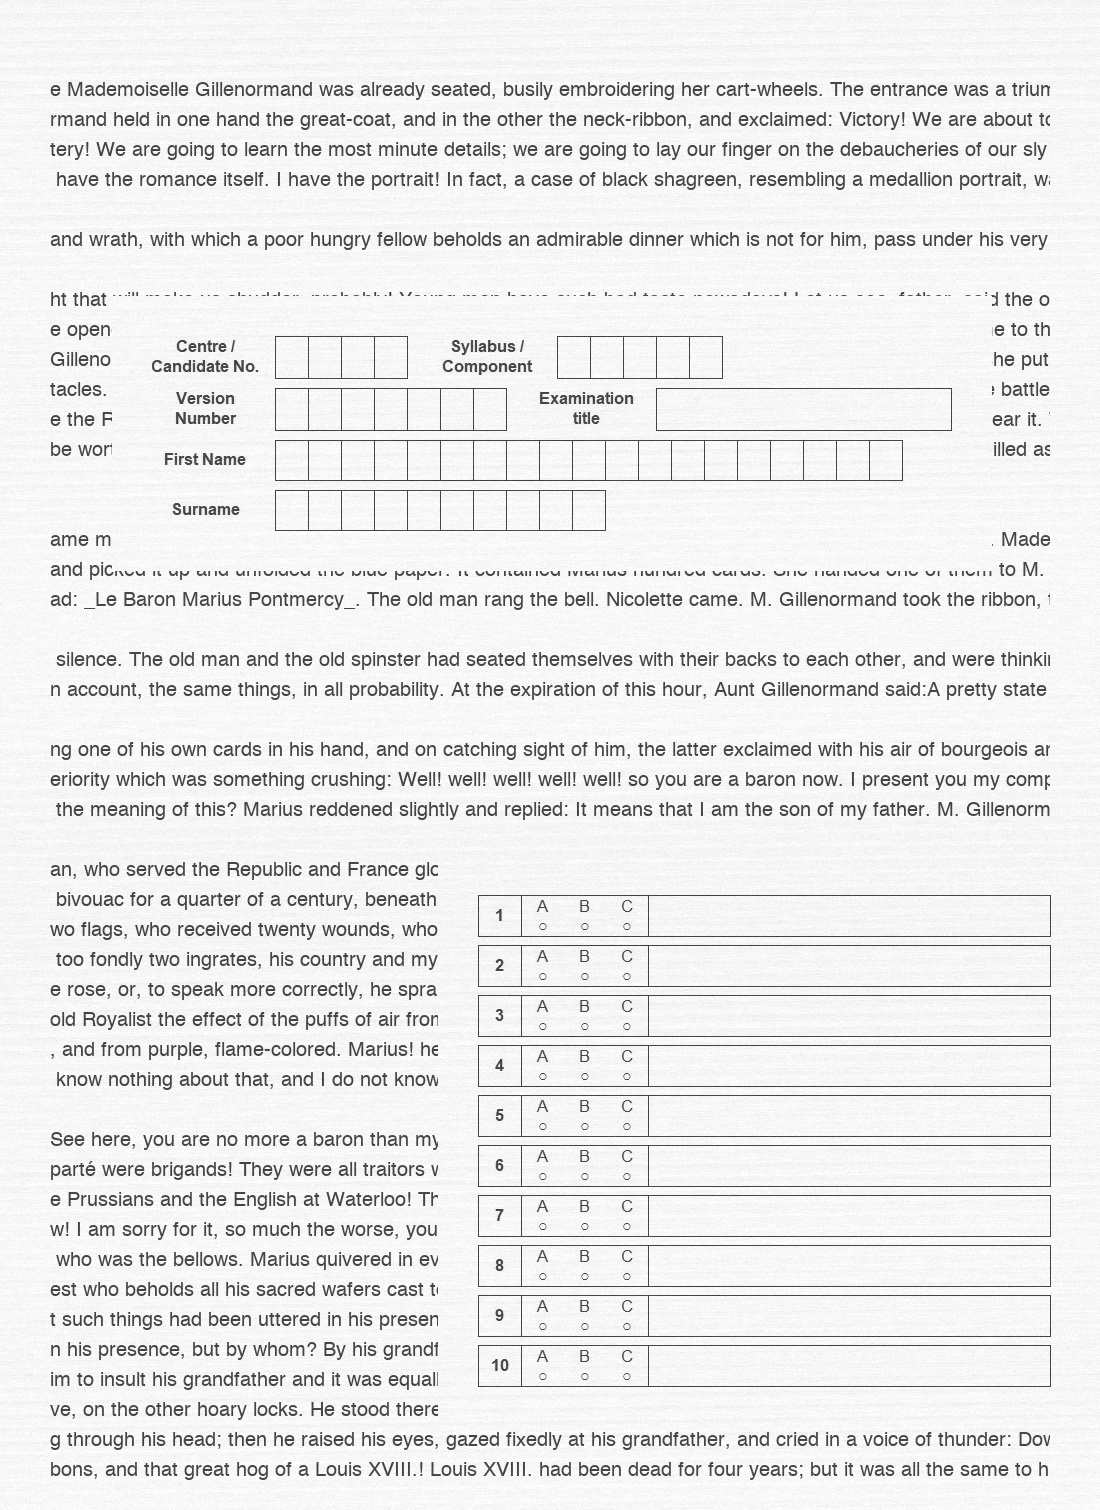 e Mademoiselle Gillenormand was already seated, busily embroidering her cart-wheels. The entrance was a
rmand held in one hand the great-coat, and in the other the neck-ribbon, and exclaimed: Victory! We are about
tery! We are going to learn the most minute details; we are going to lay our finger on the debaucheries of our sly
have the romance itself. I have the portrait! In fact, a case of black shagreen, resembling a medallion portrait,
and wrath, with which a poor hungry fellow beholds an admirable dinner which is not for him, pass under his very
ht that will make us shudder, probably! Young men have such bad taste nowadays! Let us see, father, said the o
e open
e to th
Gilleno
he put
tacles.
battle
e the
ear it.
be
illed as
Centre /
Candidate No.
Syllabus /
Component
Version
Number
Examination
title
First Name
Surname
ame m
. Made
and picked it up and unfolded the blue paper. It contained Marius hundred cards. She handed one of them to M.
ad: _Le Baron Marius Pontmercy_. The old man rang the bell. Nicolette came. M. Gillenormand took the ribbon,
silence. The old man and the old spinster had seated themselves with their backs to each other, and were
n account, the same things, in all probability. At the expiration of this hour, Aunt Gillenormand said:A pretty state
ng one of his own cards in his hand, and on catching sight of him, the latter exclaimed with his air of bourgeois
eriority which was something crushing: Well! well! well! well! well! so you are a baron now. I present you my
the meaning of this? Marius reddened slightly and replied: It means that I am the son of my father. M. Gillenorm
an, who served the Republic and France
bivouac for a quarter of a century, beneath
wo flags, who received twenty wounds, who
too fondly two ingrates, his country and my
e rose, or, to speak more correctly, he spra
old Royalist the effect of the puffs of air
, and from purple, flame-colored. Marius! he
know nothing about that, and I do not know
See here, you are no more a baron than my
parté were brigands! They were all traitors
e Prussians and the English at Waterloo!
w! I am sorry for it, so much the worse, you
who was the bellows. Marius quivered in ev
est who beholds all his sacred wafers cast
t such things had been uttered in his presen
n his presence, but by whom? By his
im to insult his grandfather and it was
ve, on the other hoary locks. He stood there
1 A B C
2 A B C
3 A B C
4 A B C
5 A B C
6 A B C
7 A B C
8 A B C
9 A B C
10 A B C
g through his head; then he raised his eyes, gazed fixedly at his grandfather, and cried in a voice of thunder:
bons, and that great hog of a Louis XVIII.! Louis XVIII. had been dead for four years; but it was all the same to h